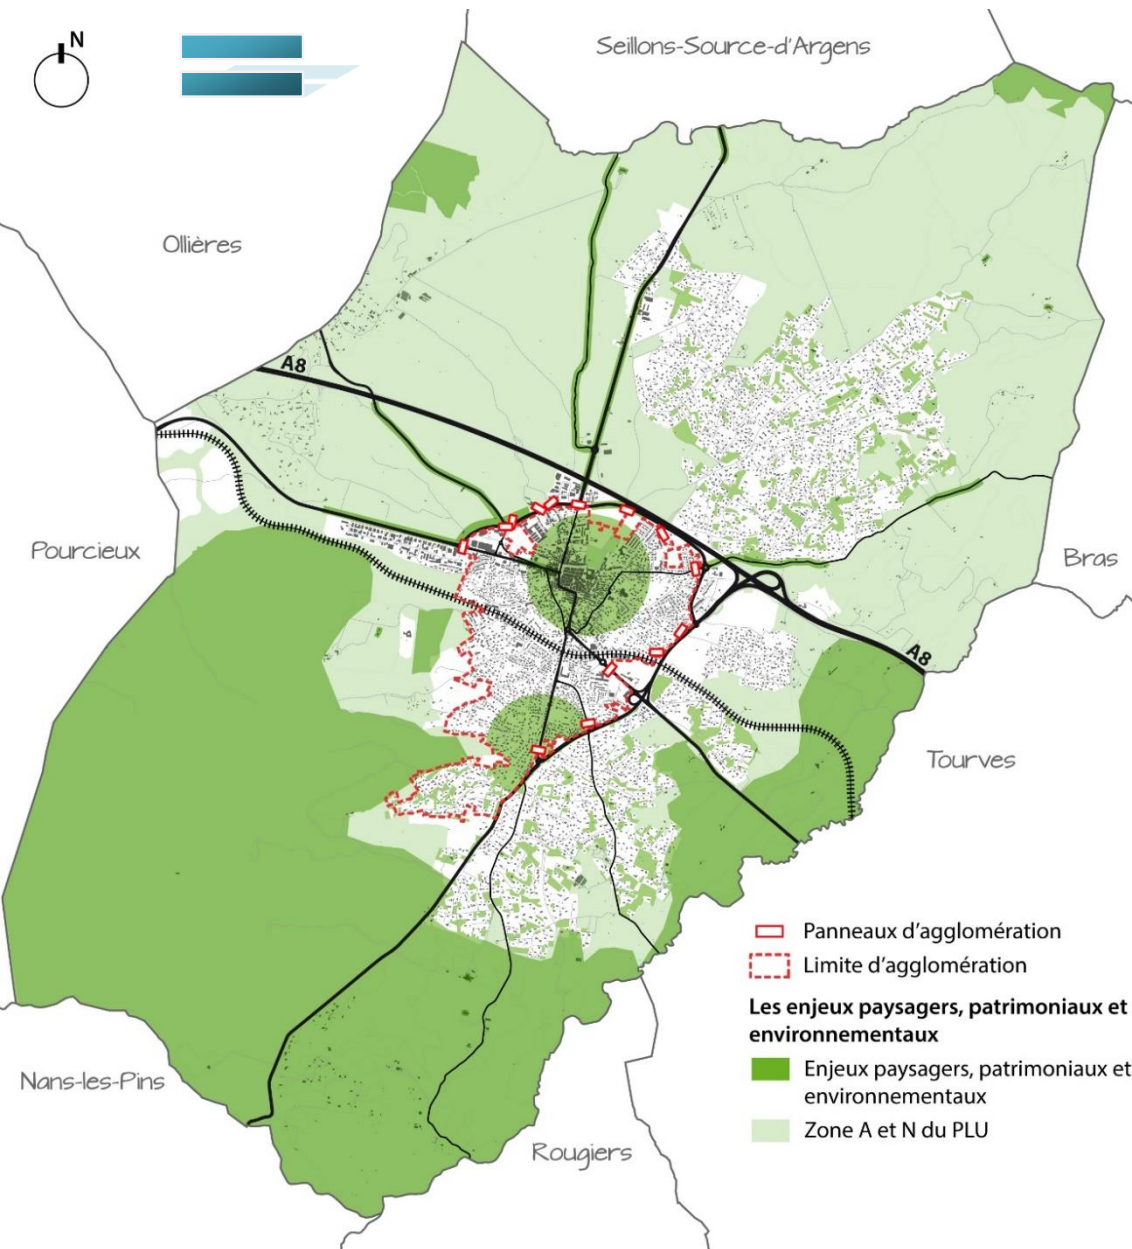 N
Seillons-Source-d'Argens
Ollières
A8
Pourcieux
Bras
A8
Tourves
Panneaux d'agglomération
Limite d'agglomération
Les enjeux paysagers, patrimoniaux et
environnementaux
Enjeux paysagers, patrimoniaux et
environnementaux
Zone A et N du PLU
Nans-les-Pins
Rougiers